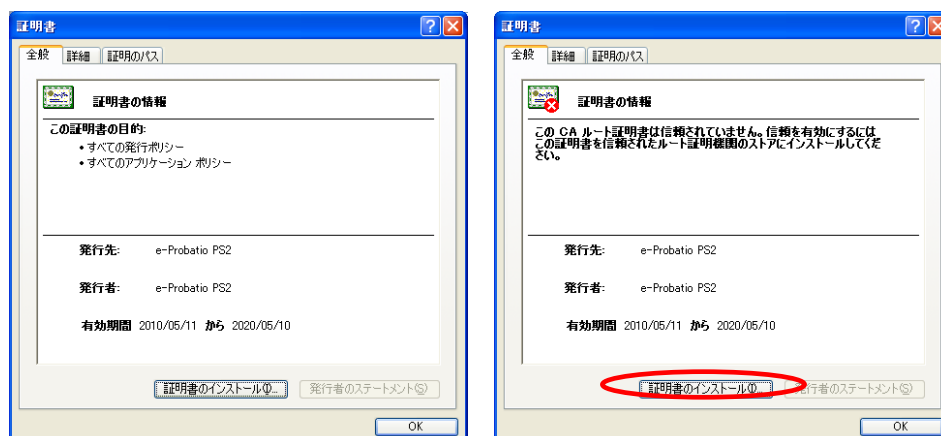 証明書
全般 詳細 証明のパス
証明書の情報
この証明書の目的:
•すべての発行ポリシー
•すべてのアプリケーション ポリシー
発行先: e-Probatio PS2
発行者: e-Probatio PS2
有効期間 2010/05/11 から 2020/05/10
証明書のインストール(I)... 発行者のステートメント(S)
OK
証明書
全般 詳細 証明のパス
証明書の情報
この CA ルート証明書は信頼されていません。信頼を有効にするには
この証明書を信頼されたルート証明機関のストアにインストールしてくだ
さい。
発行先: e-Probatio PS2
発行者: e-Probatio PS2
有効期間 2010/05/11 から 2020/05/10
証明書のインストール(I)... 発行者のステートメント(S)
OK